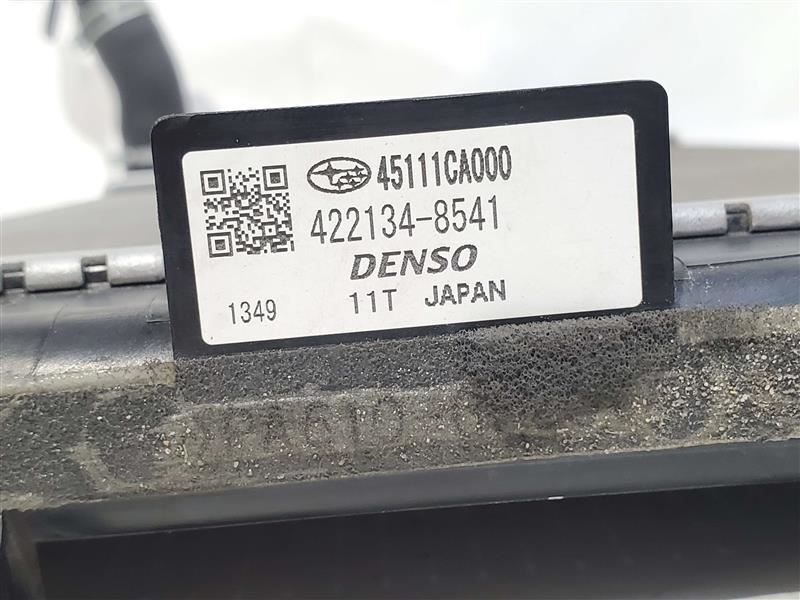 45111CA000
422134-8541
DENSO
1349 11T JAPAN